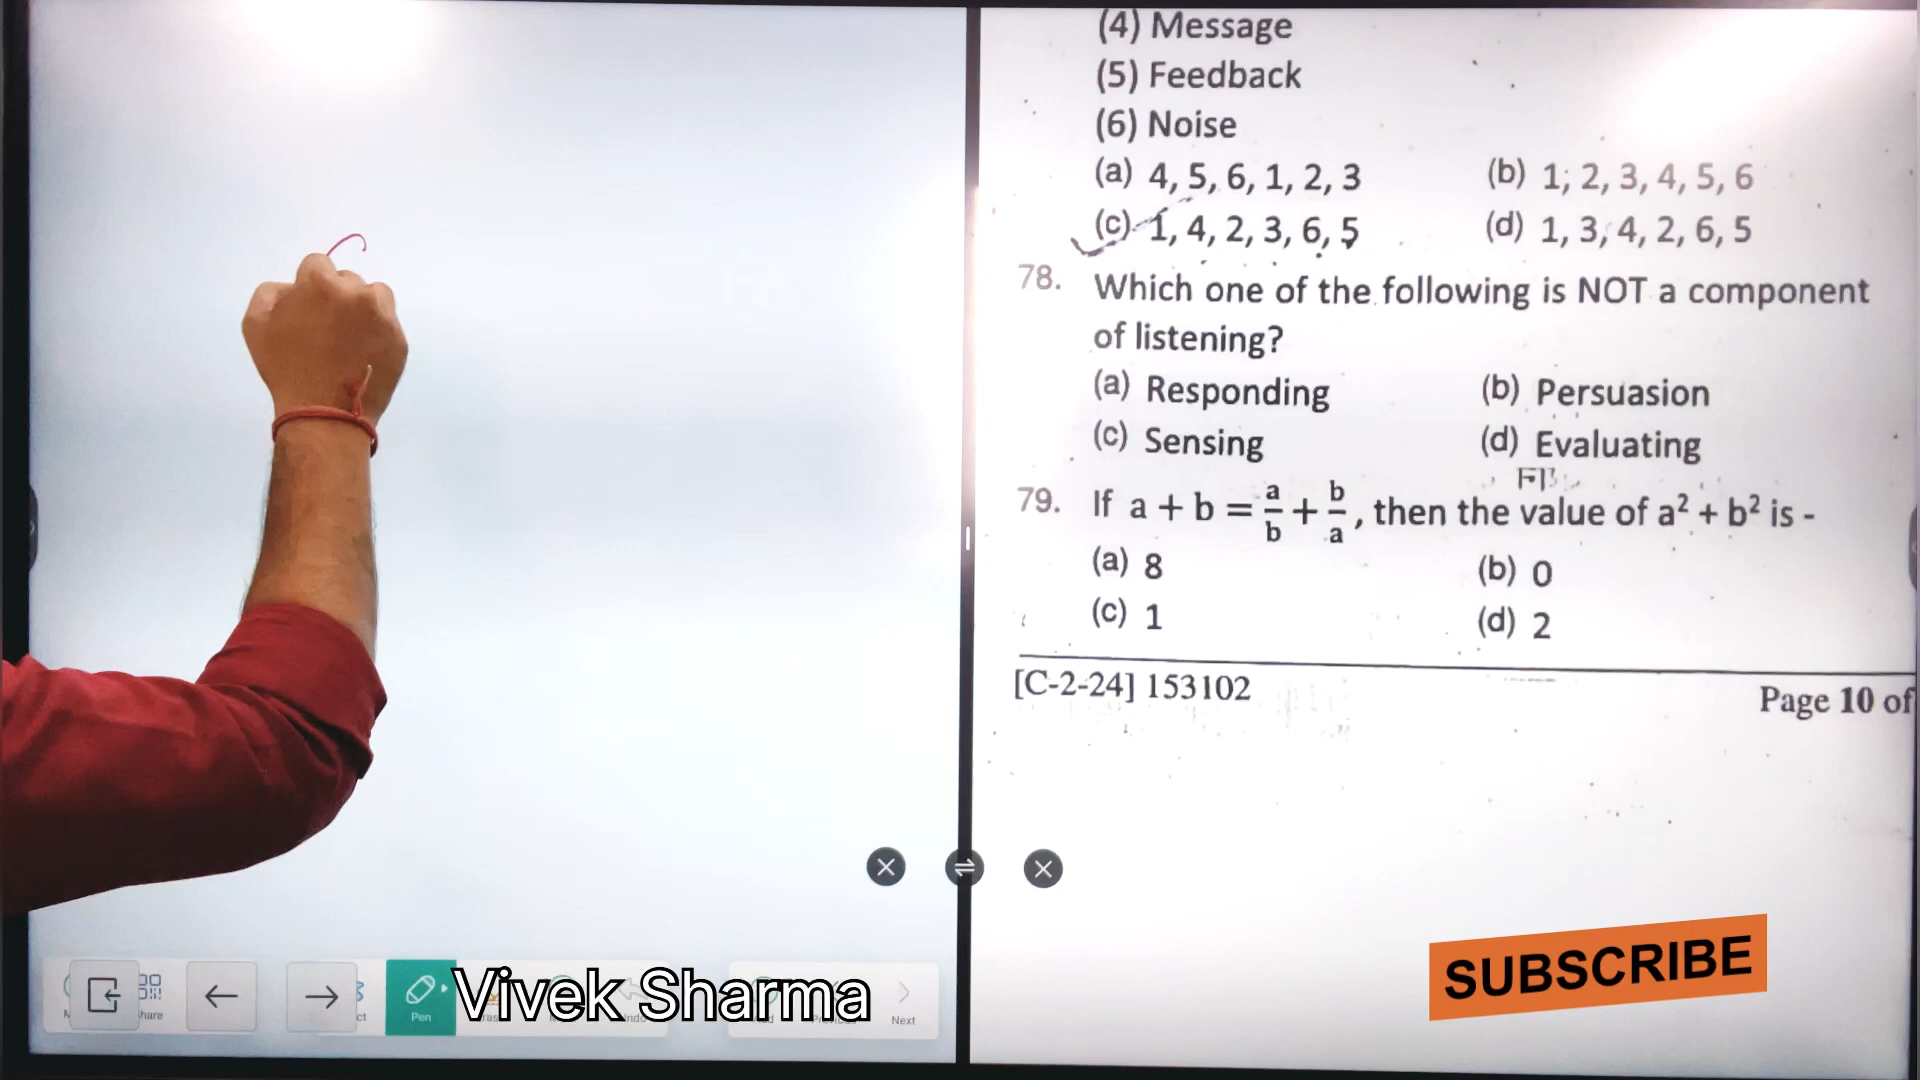 (4) Message
(5) Feedback
(6) Noise
(a) 4, 5, 6, 1, 2, 3 (b) 1, 2, 3, 4, 5, 6
(c) 1, 4, 2, 3, 6, 5 (d) 1, 3, 4, 2, 6, 5
78. Which one of the following is NOT a component
of listening?
(a) Responding (b) Persuasion
(c) Sensing (d) Evaluating
79. If a + b = a/b + b/a, then the value of a² + b² is -
(a) 8 (b) 0
(c) 1 (d) 2
[C-2-24] 153102
Page 10 of
SUBSCRIBE
Vivek Sharma
Pen
Next